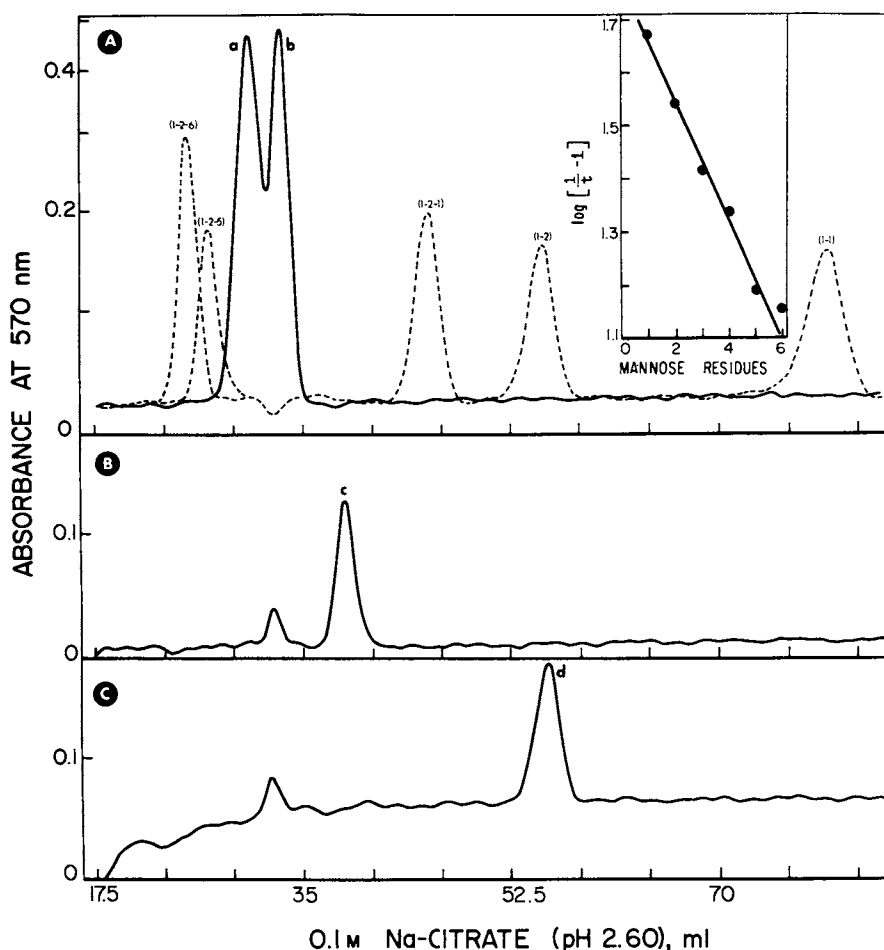 A
a
b
(1-2-6)
(1-2-5)
(1-2-1)
(1-2)
(1-1)
0.4
0.2
0
1.7
1.5
1.3
1.1
log [1/t -1]
0 2 4 6
MANNOSE RESIDUES
ABSORBANCE AT 570 nm
B
c
0.1
0
C
d
0.1
0
17.5 35 52.5 70
0.1 M Na-CITRATE (pH 2.60), ml